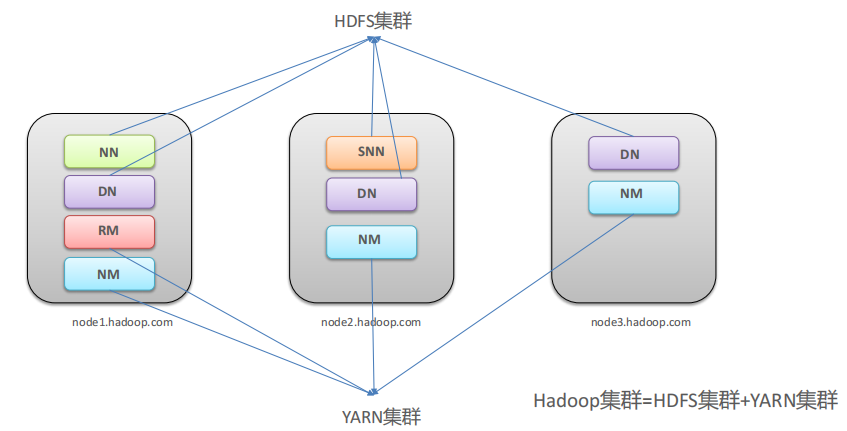 HDFS集群
NN
DN
RM
NM
node1.hadoop.com
SNN
DN
NM
node2.hadoop.com
DN
NM
node3.hadoop.com
YARN集群
Hadoop集群=HDFS集群+YARN集群